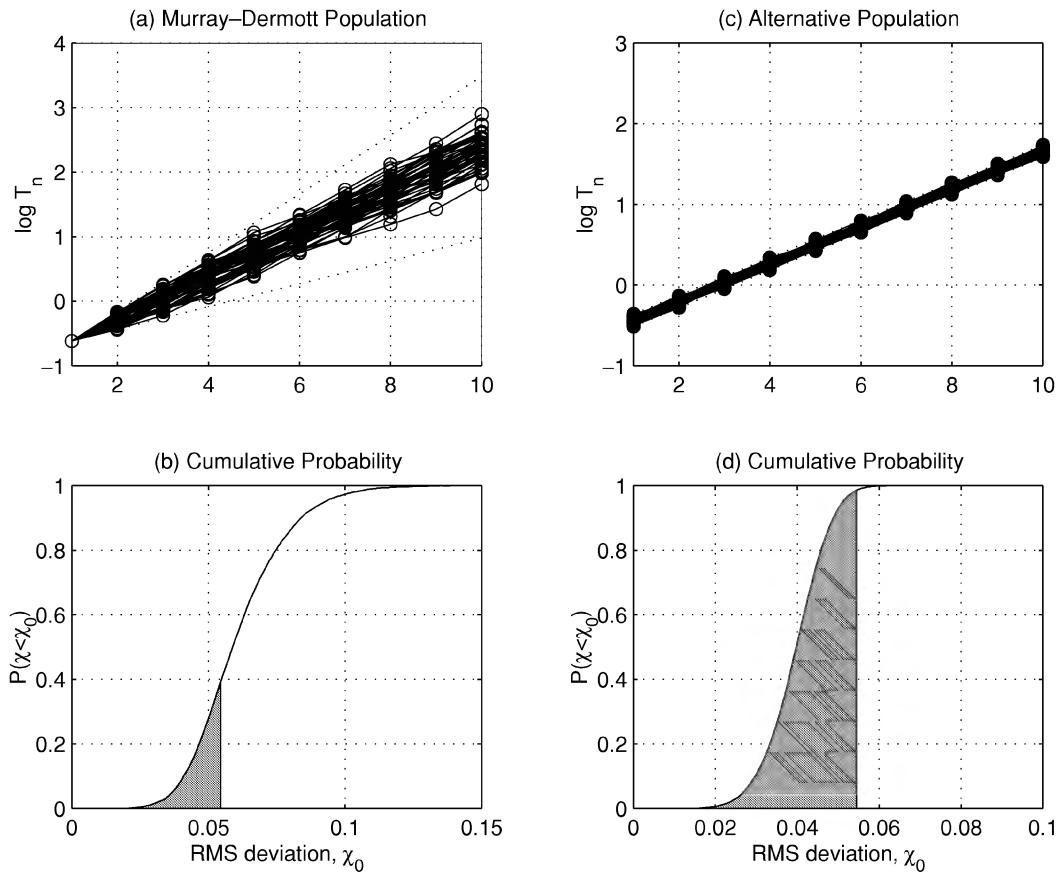 (a) Murray–Dermott Population
4
3
2
1
0
−1
log T_n
2 4 6 8 10
(c) Alternative Population
3
2
1
0
−1
log T_n
2 4 6 8 10
(b) Cumulative Probability
1
0.8
0.6
0.4
0.2
0
P(χ<χ_0)
0 0.05 0.1 0.15
RMS deviation, χ_0
(d) Cumulative Probability
1
0.8
0.6
0.4
0.2
0
P(χ<χ_0)
0 0.02 0.04 0.06 0.08 0.1
RMS deviation, χ_0